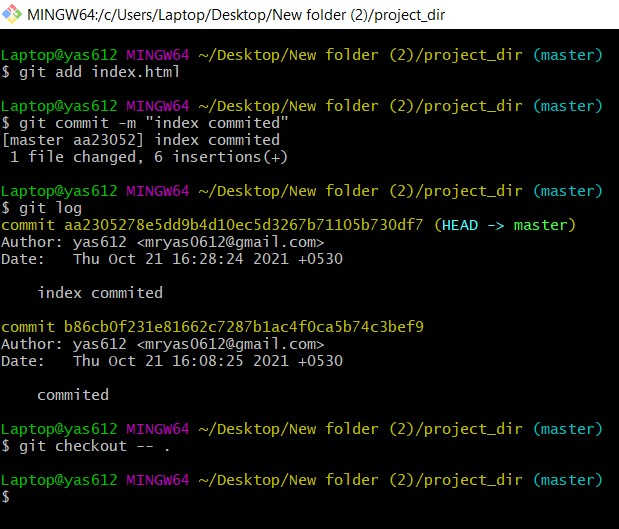 MINGW64:/c/Users/Laptop/Desktop/New folder (2)/project_dir
Laptop@yas612 MINGW64 ~/Desktop/New folder (2)/project_dir (master)
$ git add index.html
Laptop@yas612 MINGW64 ~/Desktop/New folder (2)/project_dir (master)
$ git commit -m "index commited"
[master aa23052] index commited
1 file changed, 6 insertions(+)
Laptop@yas612 MINGW64 ~/Desktop/New folder (2)/project_dir (master)
$ git log
commit aa2305278e5dd9b4d10ec5d3267b71105b730df7 (HEAD -> master)
Author: yas612 <mryas0612@gmail.com>
Date:   Thu Oct 21 16:28:24 2021 +0530
index commited
commit b86cb0f231e81662c7287b1ac4f0ca5b74c3bef9
Author: yas612 <mryas0612@gmail.com>
Date:   Thu Oct 21 16:08:25 2021 +0530
commited
Laptop@yas612 MINGW64 ~/Desktop/New folder (2)/project_dir (master)
$ git checkout -- .
Laptop@yas612 MINGW64 ~/Desktop/New folder (2)/project_dir (master)
$